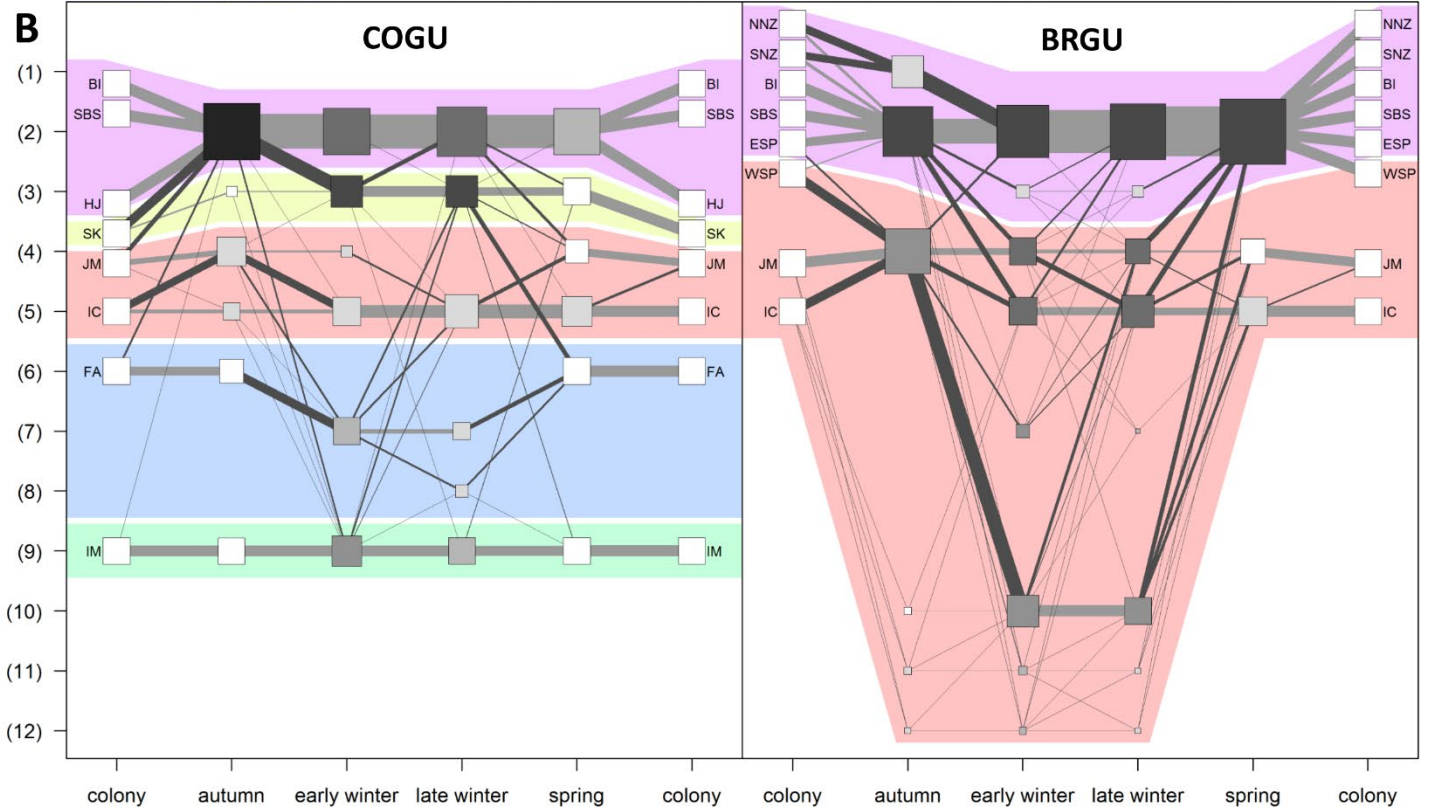 B
COGU
BRGU
NNZ
NNZ
SNZ
SNZ
(1)
BI
BI
BI
BI
SBS
SBS
SBS
SBS
(2)
ESP
ESP
WSP
WSP
(3)
HJ
HJ
SK
SK
(4)
JM
JM
JM
JM
(5)
IC
IC
IC
IC
(6)
FA
FA
(7)
(8)
(9)
IM
IM
(10)
(11)
(12)
colony autumn early winter late winter spring colony colony autumn early winter late winter spring colony